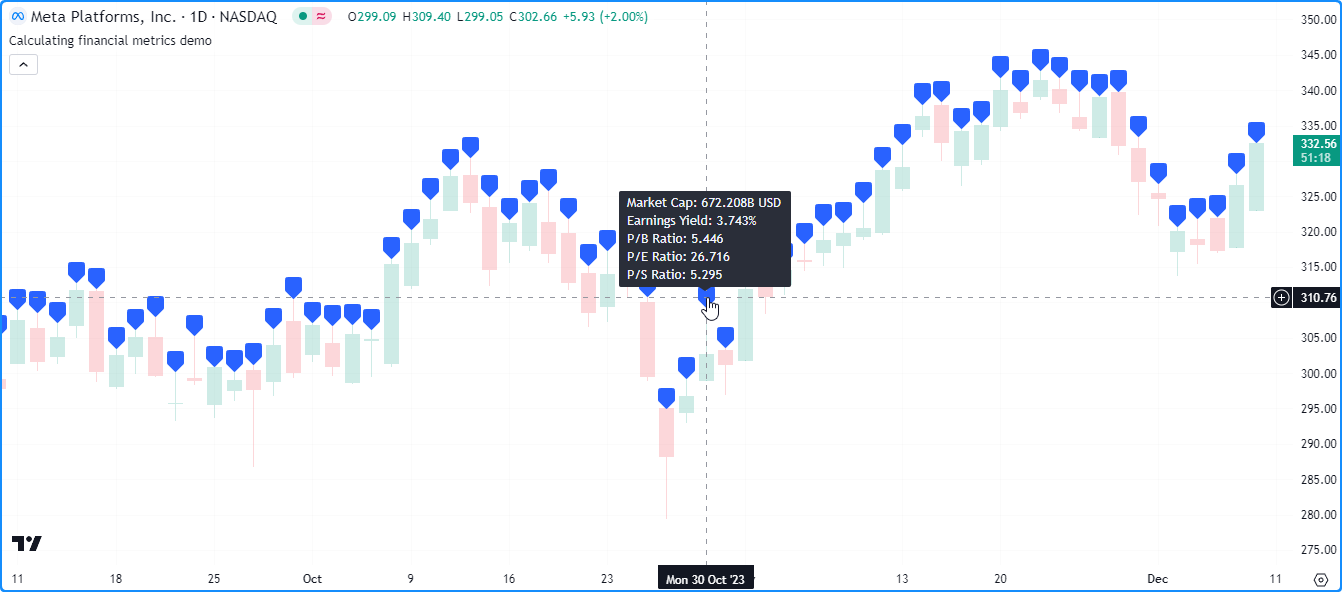 Meta Platforms, Inc. · 1D · NASDAQ O299.09 H309.40 L299.05 C302.66 +5.93 (+2.00%)
Calculating financial metrics demo
350.00
345.00
340.00
335.00
332.56
51:18
325.00
320.00
315.00
310.76
305.00
300.00
295.00
290.00
285.00
280.00
275.00
Market Cap: 672.208B USD
Earnings Yield: 3.743%
P/B Ratio: 5.446
P/E Ratio: 26.716
P/S Ratio: 5.295
11 18 25 Oct 9 16 23 Mon 30 Oct '23 13 20 Dec 11